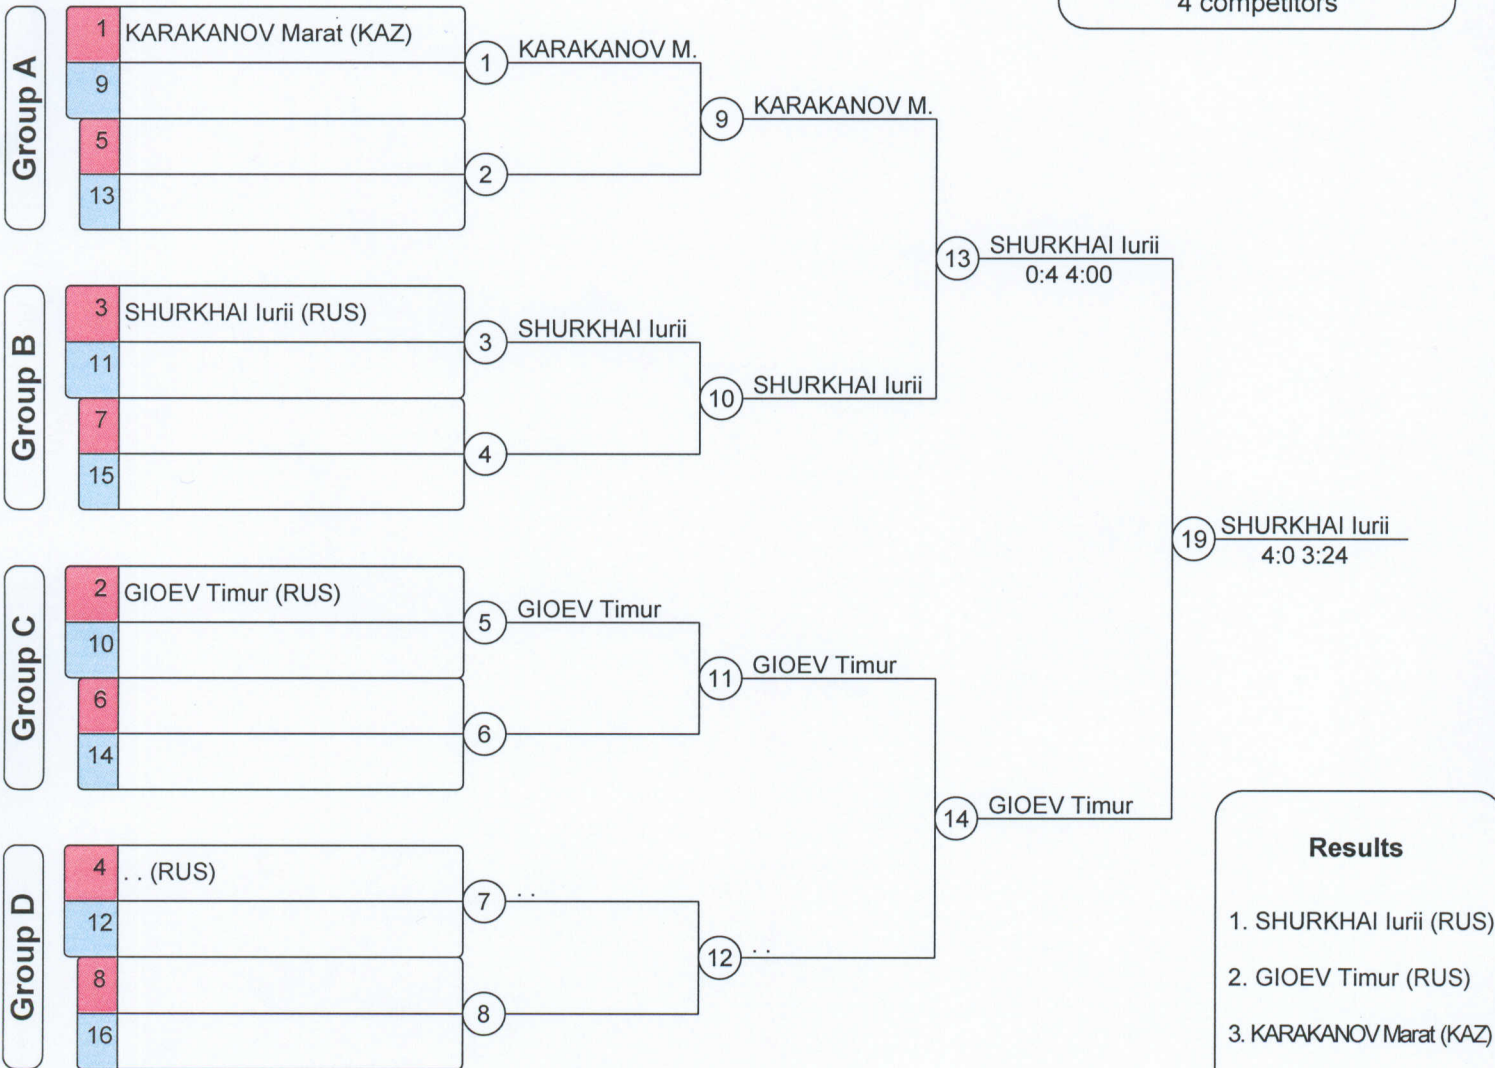 4 competitors
Group A
1 KARAKANOV Marat (KAZ)
9
5
13
1 KARAKANOV M.
2
9 KARAKANOV M.
Group B
3 SHURKHAI Iurii (RUS)
11
7
15
3 SHURKHAI Iurii
4
10 SHURKHAI Iurii
13 SHURKHAI Iurii
0:4 4:00
Group C
2 GIOEV Timur (RUS)
10
6
14
5 GIOEV Timur
6
11 GIOEV Timur
Group D
4 . . (RUS)
12
8
16
7 . .
8
12 . .
14 GIOEV Timur
19 SHURKHAI Iurii
4:0 3:24
Results
1. SHURKHAI Iurii (RUS)
2. GIOEV Timur (RUS)
3. KARAKANOV Marat (KAZ)